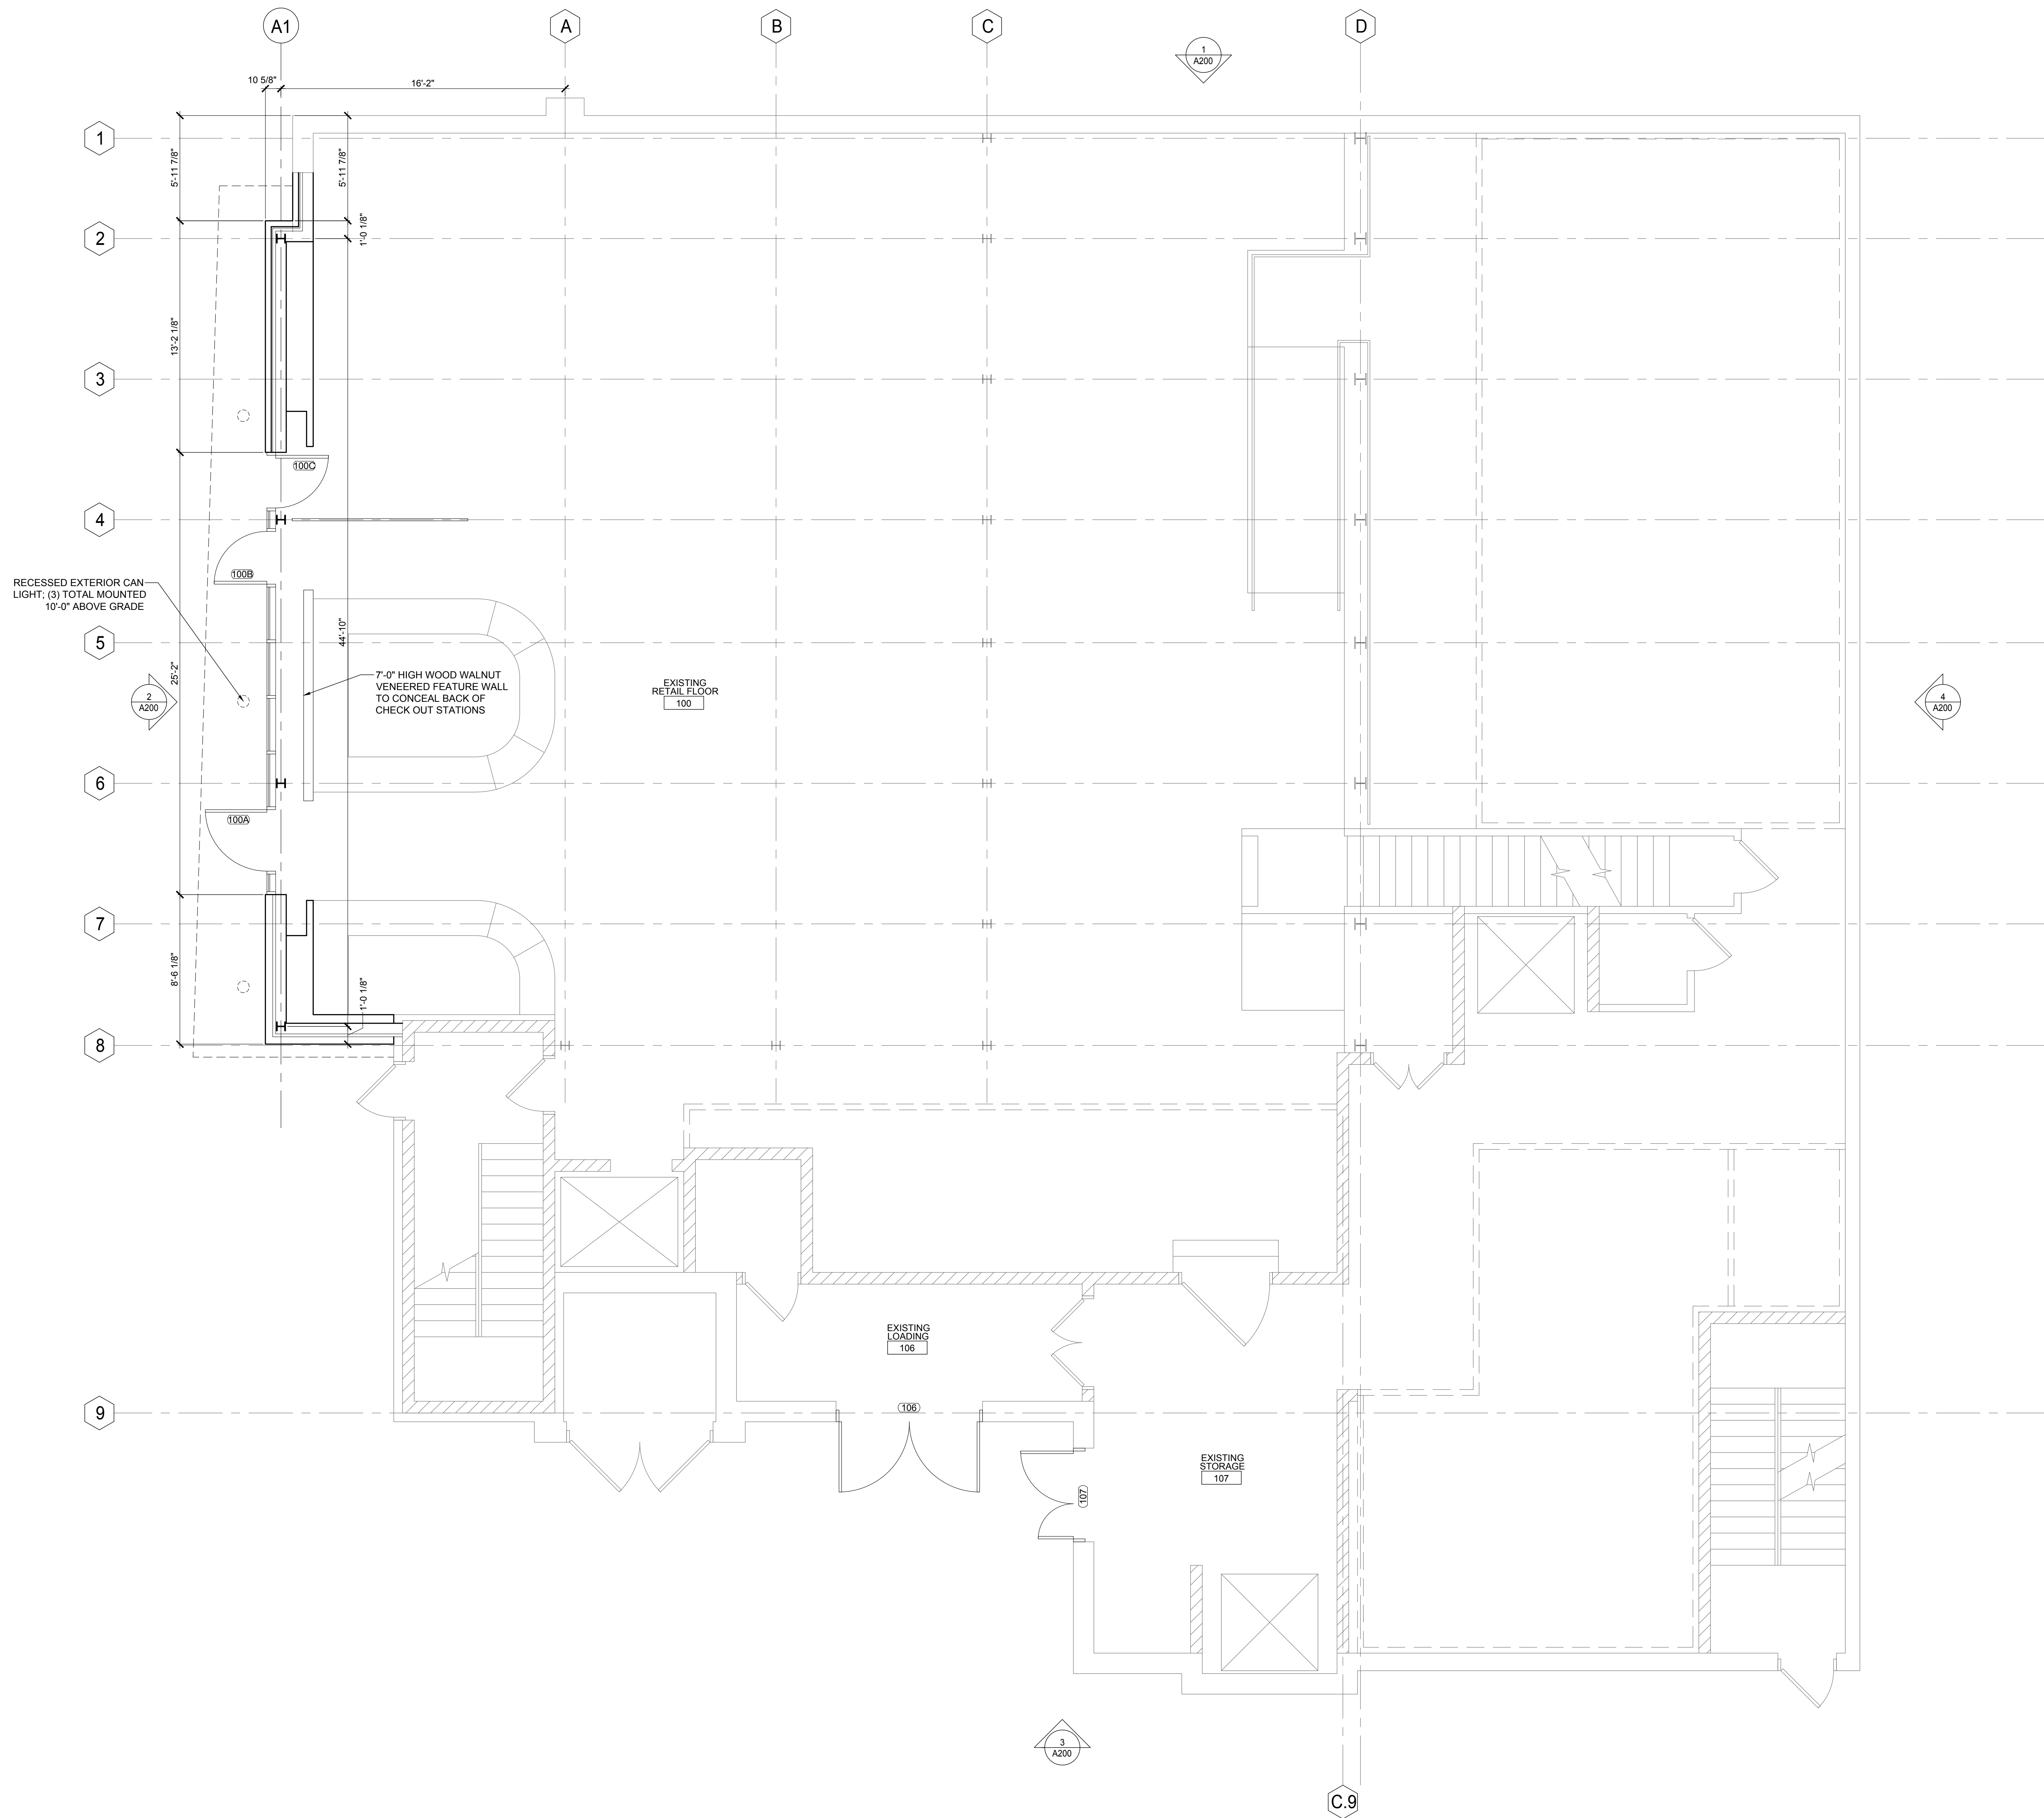 A1
A
B
C
D
1
A200
10 5/8"
16'-2"
1
5'-11 7/8"
5'-11 7/8"
1'-0 1/8"
2
13'-2 1/8"
3
100C
4
100B
RECESSED EXTERIOR CAN
LIGHT; (3) TOTAL MOUNTED
10'-0" ABOVE GRADE
5
44'-10"
25'-2"
7'-0" HIGH WOOD WALNUT
VENEERED FEATURE WALL
TO CONCEAL BACK OF
CHECK OUT STATIONS
EXISTING
RETAIL FLOOR
100
2
A200
4
A200
6
100A
7
8'-6 1/8"
1'-0 1/8"
8
EXISTING
LOADING
106
9
106
EXISTING
STORAGE
107
107
3
A200
C.9